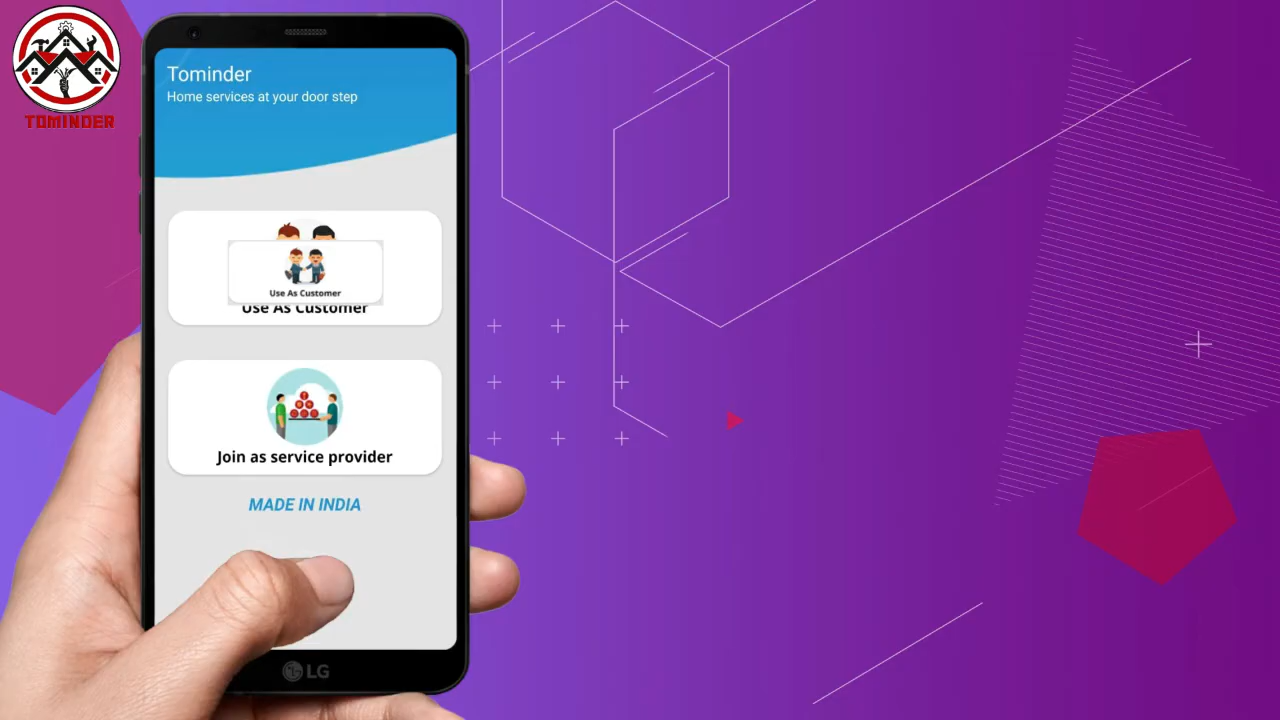 TOMINDER
Tominder
Home services at your door step
Use As Customer
Use As Customer
Join as service provider
MADE IN INDIA
LG